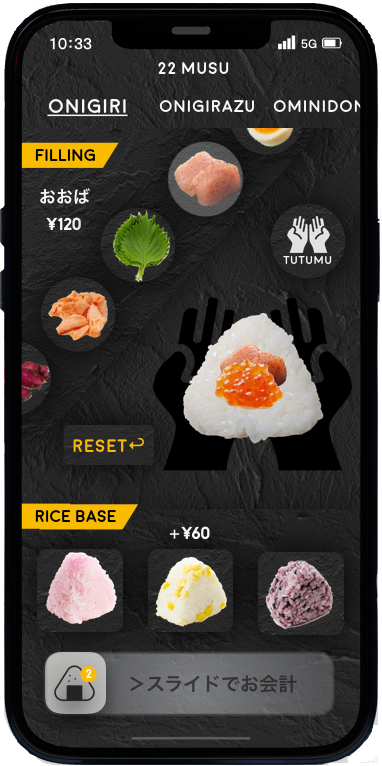 10:33
5G
22 MUSU
ONIGIRI
ONIGIRAZU
OMINIDON
FILLING
おおば
¥120
TUTUMU
RESET
RICE BASE
+¥60
2
>スライドでお会計